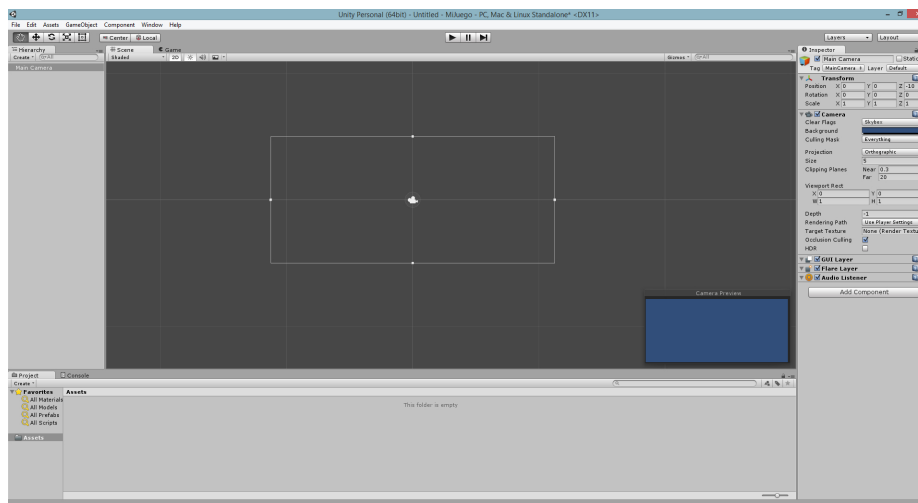 Unity Personal (64bit) - Untitled - MiJuego - PC, Mac & Linux Standalone* <DX11>
File Edit Assets GameObject Component Window Help
Center Local Layers Layout
Hierarchy Scene Game Inspector
Create All Shaded 2D Gizmos All Main Camera Static
Main Camera Tag MainCamera Layer Default
Transform
Position X 0 Y 0 Z -10
Rotation X 0 Y 0 Z 0
Scale X 1 Y 1 Z 1
Camera
Clear Flags Skybox
Background
Culling Mask Everything
Projection Orthographic
Size 5
Clipping Planes Near 0.3
Far 20
Viewport Rect
X 0 Y 0
W 1 H 1
Depth -1
Rendering Path Use Player Settings
Target Texture None (Render Textu
Occlusion Culling
HDR
GUI Layer
Flare Layer
Audio Listener
Add Component
Camera Preview
Project Console
Create
Favorites Assets
All Materials
All Models
All Prefabs
All Scripts
This folder is empty
Assets